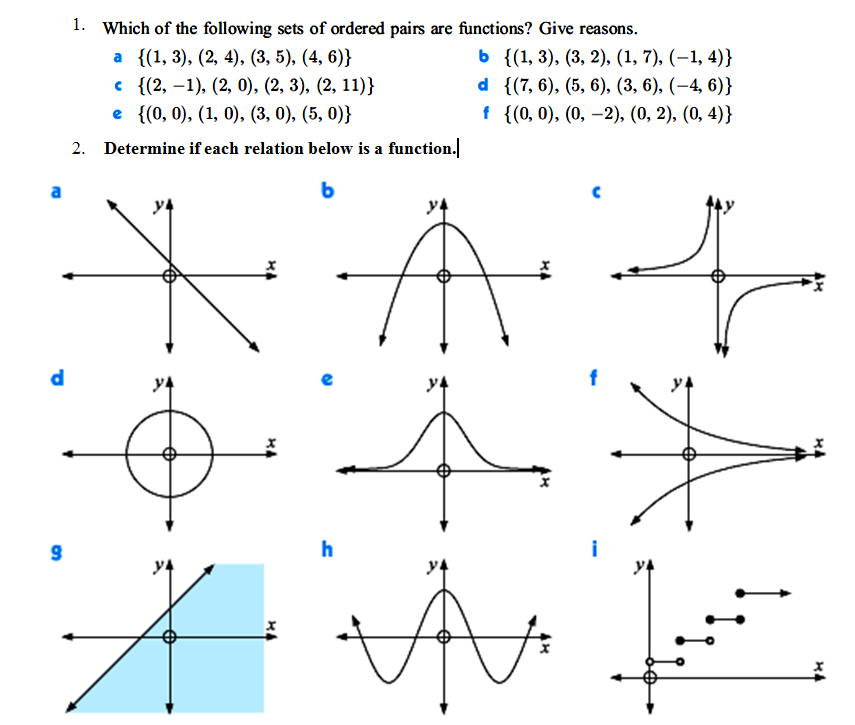 1. Which of the following sets of ordered pairs are functions? Give reasons.
a {(1, 3), (2, 4), (3, 5), (4, 6)} b {(1, 3), (3, 2), (1, 7), (−1, 4)}
c {(2, −1), (2, 0), (2, 3), (2, 11)} d {(7, 6), (5, 6), (3, 6), (−4, 6)}
e {(0, 0), (1, 0), (3, 0), (5, 0)} f {(0, 0), (0, −2), (0, 2), (0, 4)}
2. Determine if each relation below is a function.
a b c
y y y
x x x
d e f
y y y
x x x
g h i
y y y
x x x